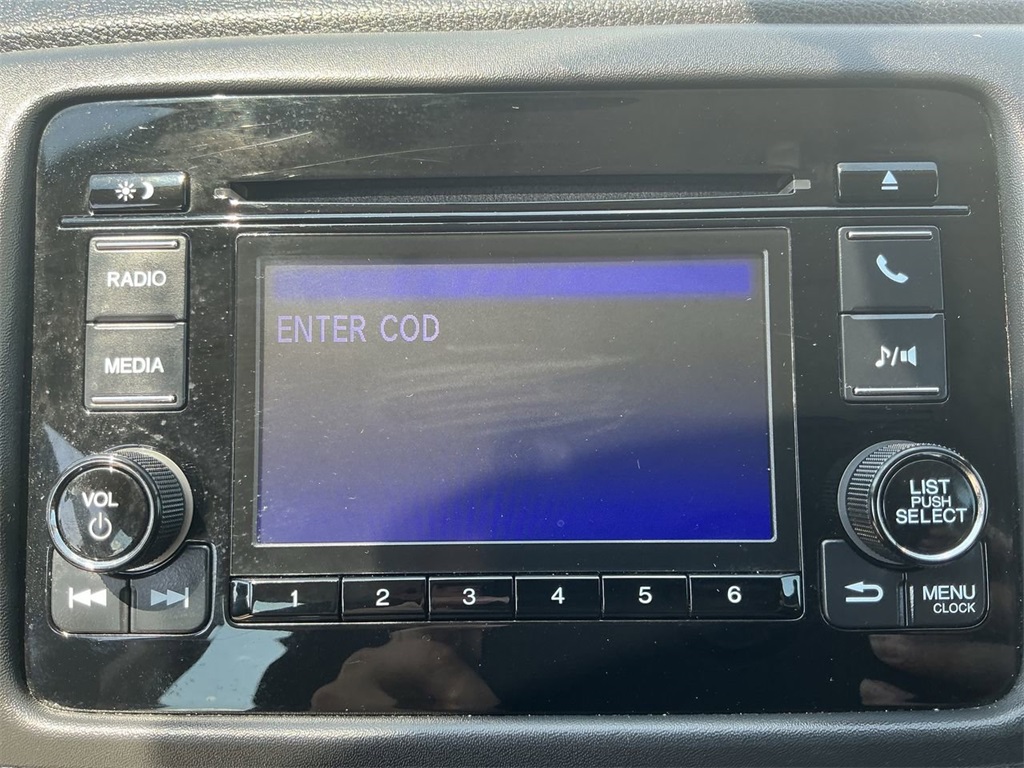 RADIO
MEDIA
ENTER COD
VOL
LIST
PUSH
SELECT
1 2 3 4 5 6
MENU
CLOCK